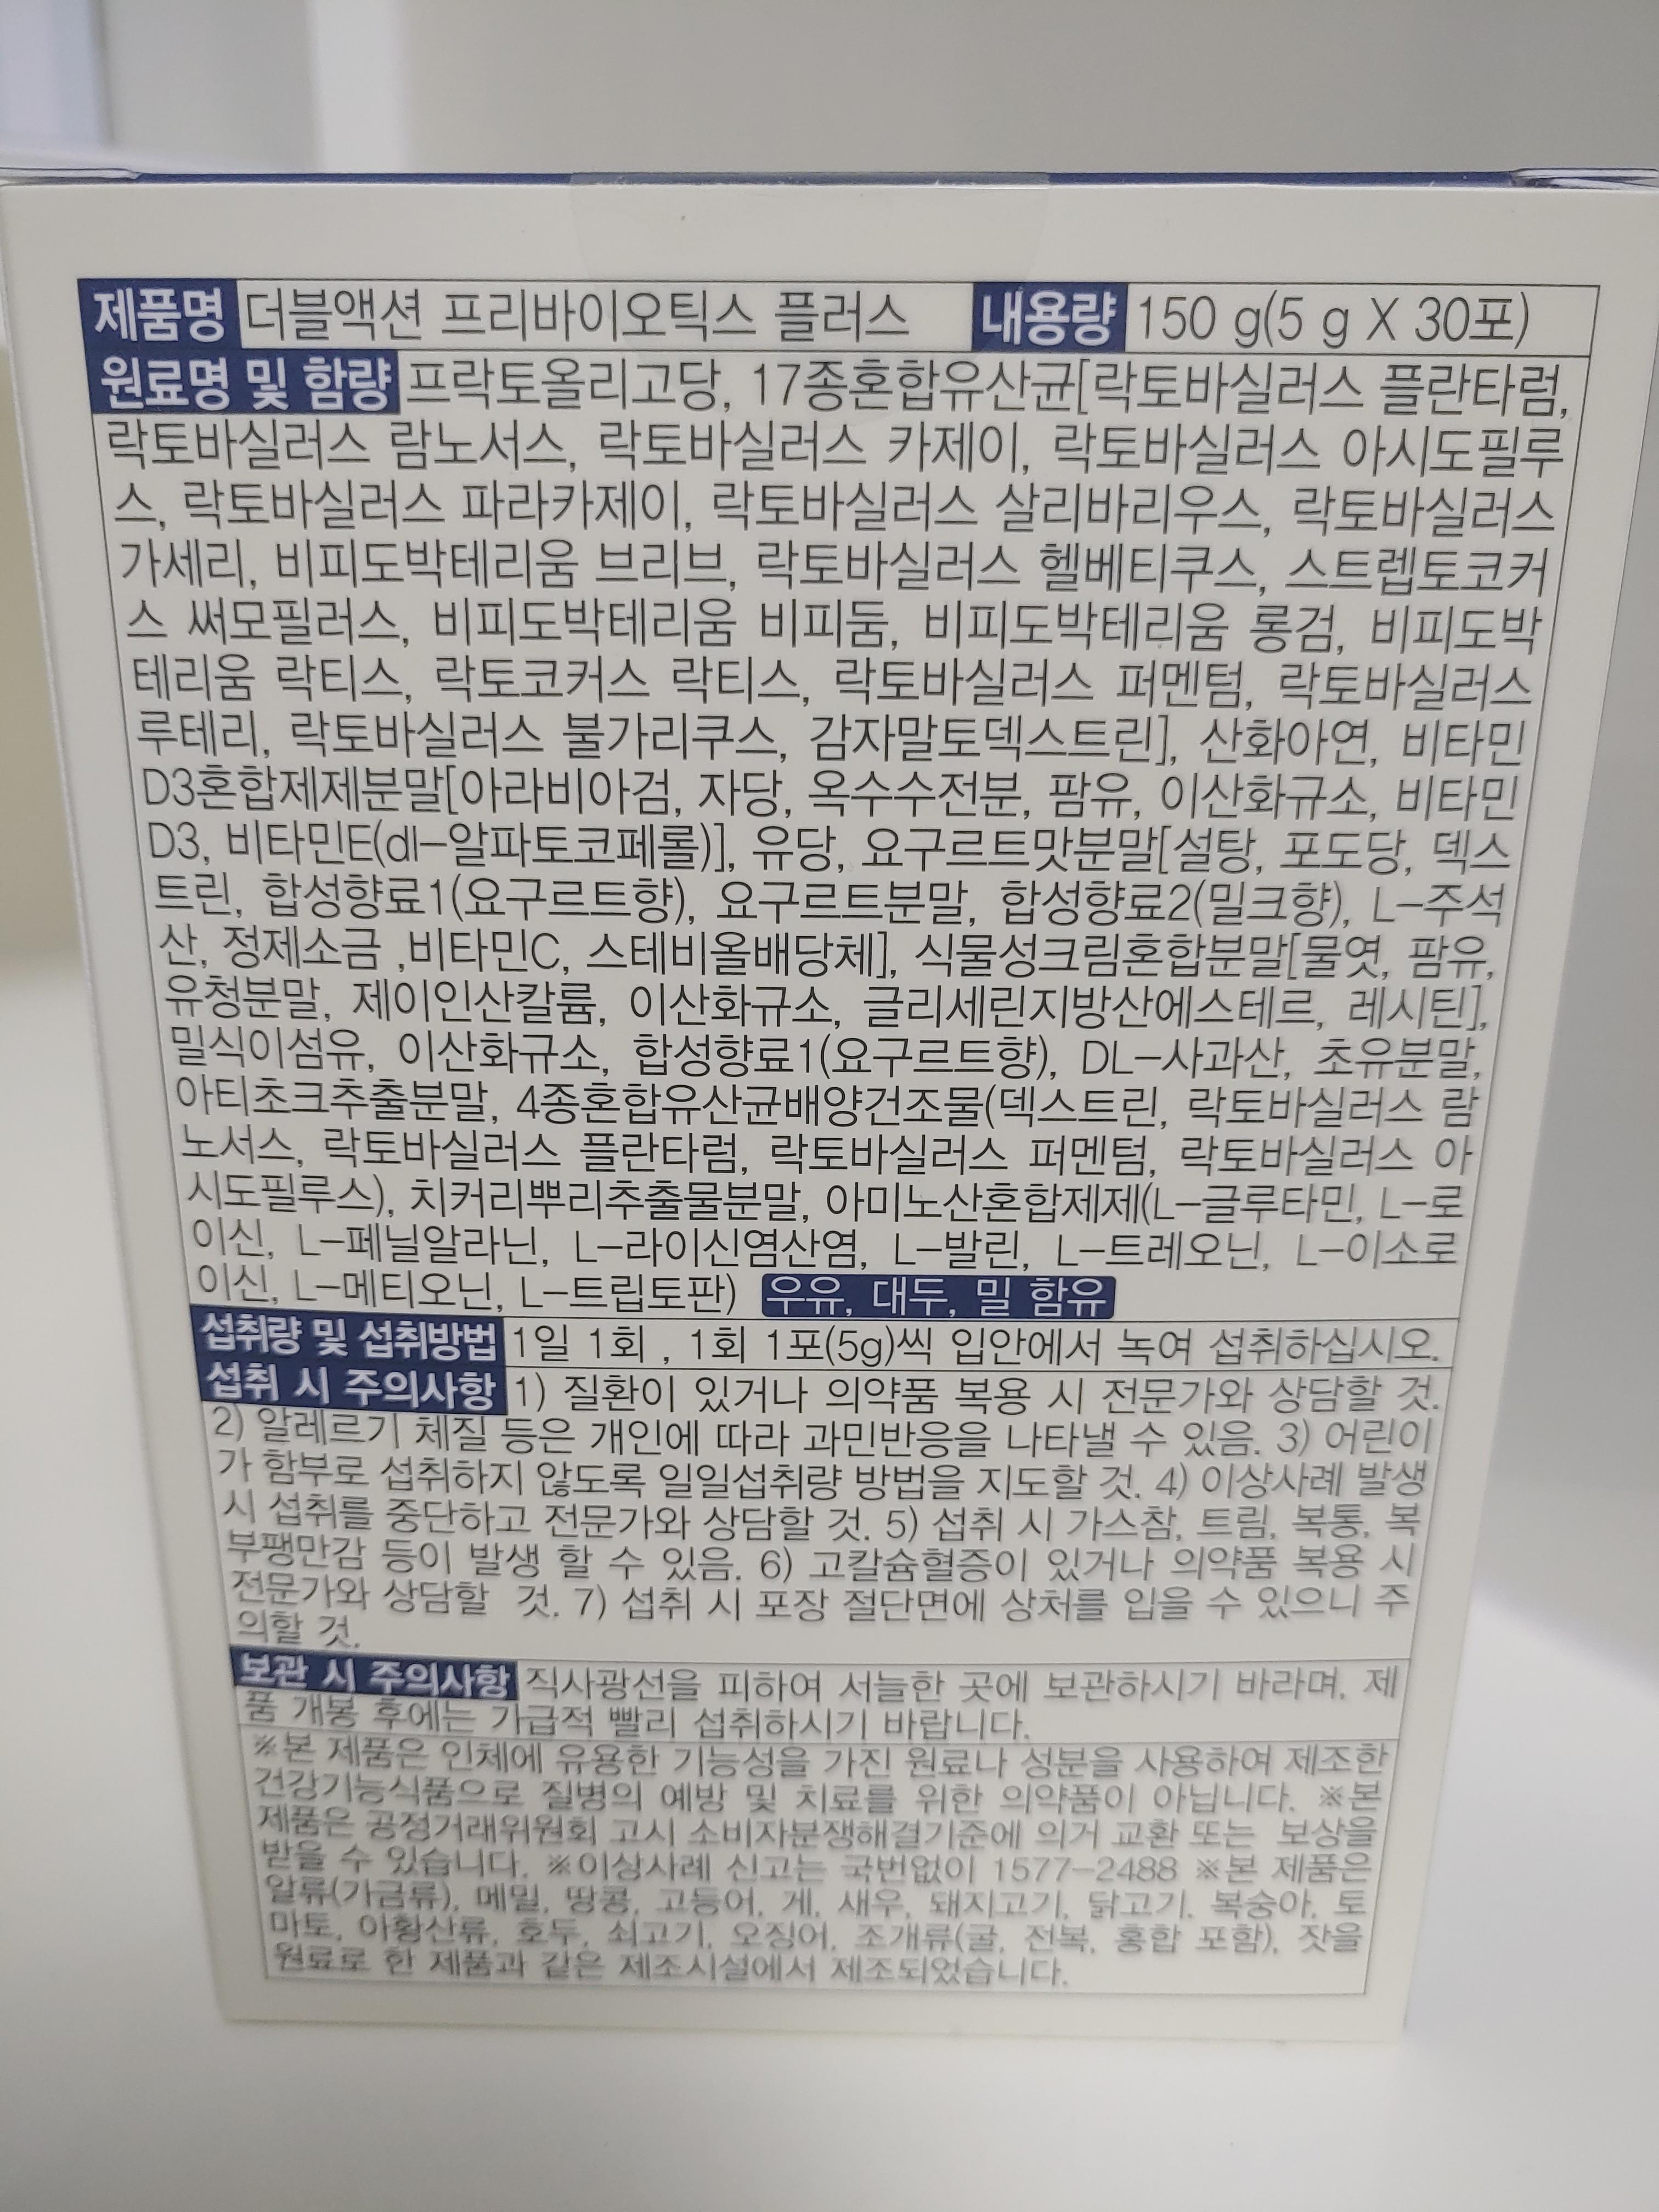 제품명 더블액션 프리바이오틱스 플러스 내용량 150 g(5 g X 30포)
원료명 및 함량 프락토올리고당, 17종혼합유산균[락토바실러스 플란타럼,
락토바실러스 람노서스, 락토바실러스 카제이, 락토바실러스 아시도필루
스, 락토바실러스 파라카제이, 락토바실러스 살리바리우스, 락토바실러스
가세리, 비피도박테리움 브리브, 락토바실러스 헬베티쿠스, 스트렙토코커
스 써모필러스, 비피도박테리움 비피둠, 비피도박테리움 롱검, 비피도박
테리움 락티스, 락토코커스 락티스, 락토바실러스 퍼멘텀, 락토바실러스
루테리, 락토바실러스 불가리쿠스, 감자말토덱스트린], 산화아연, 비타민
D3혼합제제분말[아라비아검, 자당, 옥수수전분, 팜유, 이산화규소, 비타민
D3, 비타민E(dl-알파토코페롤)], 유당, 요구르트맛분말[설탕, 포도당, 덱스
트린, 합성향료1(요구르트향), 요구르트분말, 합성향료2(밀크향), L-주석
산, 정제소금 ,비타민C, 스테비올배당체], 식물성크림혼합분말[물엿, 팜유,
유청분말, 제이인산칼륨, 이산화규소, 글리세린지방산에스테르, 레시틴],
밀식이섬유, 이산화규소, 합성향료1(요구르트향), DL-사과산, 초유분말,
아티초크추출분말, 4종혼합유산균배양건조물(덱스트린, 락토바실러스 람
노서스, 락토바실러스 플란타럼, 락토바실러스 퍼멘텀, 락토바실러스 아
시도필루스), 치커리뿌리추출물분말, 아미노산혼합제제(L-글루타민, L-로
이신, L-페닐알라닌, L-라이신염산염, L-발린, L-트레오닌, L-이소로
이신, L-메티오닌, L-트립토판) 우유, 대두, 밀 함유
섭취량 및 섭취방법 1일 1회 , 1회 1포(5g)씩 입안에서 녹여 섭취하십시오.
섭취 시 주의사항 1) 질환이 있거나 의약품 복용 시 전문가와 상담할 것.
2) 알레르기 체질 등은 개인에 따라 과민반응을 나타낼 수 있음. 3) 어린이
가 함부로 섭취하지 않도록 일일섭취량 방법을 지도할 것. 4) 이상사례 발생
시 섭취를 중단하고 전문가와 상담할 것. 5) 섭취 시 가스참, 트림, 복통, 복
부팽만감 등이 발생 할 수 있음. 6) 고칼슘혈증이 있거나 의약품 복용 시
전문가와 상담할 것. 7) 섭취 시 포장 절단면에 상처를 입을 수 있으니 주
의할 것.
보관 시 주의사항 직사광선을 피하여 서늘한 곳에 보관하시기 바라며, 제
품 개봉 후에는 가급적 빨리 섭취하시기 바랍니다.
※본 제품은 인체에 유용한 기능성을 가진 원료나 성분을 사용하여 제조한
건강기능식품으로 질병의 예방 및 치료를 위한 의약품이 아닙니다. ※본
제품은 공정거래위원회 고시 소비자분쟁해결기준에 의거 교환 또는 보상을
받을 수 있습니다. ※이상사례 신고는 국번없이 1577-2488 ※본 제품은
알류(가금류), 메밀, 땅콩, 고등어, 게, 새우, 돼지고기, 닭고기, 복숭아, 토
마토, 아황산류, 호두, 쇠고기, 오징어, 조개류(굴, 전복, 홍합 포함), 잣을
원료로 한 제품과 같은 제조시설에서 제조되었습니다.